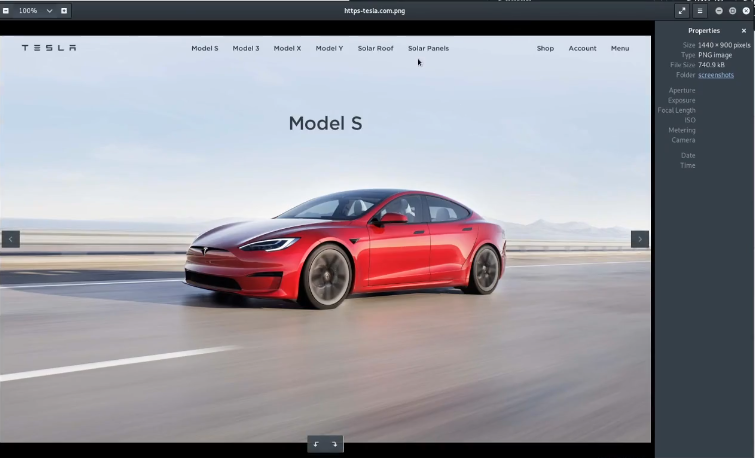 100%
https-tesla.com.png
TESLA
Model S Model 3 Model X Model Y Solar Roof Solar Panels Shop Account Menu
Model S
Properties
Size 1440 × 900 pixels
Type PNG image
File Size 740.9 kB
Folder screenshots
Aperture
Exposure
Focal Length
ISO
Metering
Camera
Date
Time